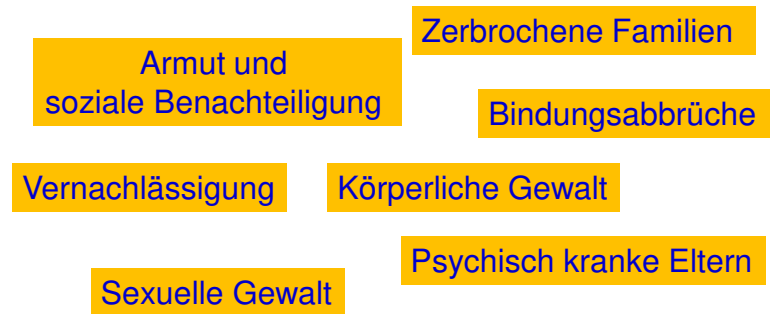 Zerbrochene Familien
Armut und
soziale Benachteiligung
Bindungsabbrüche
Vernachlässigung
Körperliche Gewalt
Psychisch kranke Eltern
Sexuelle Gewalt